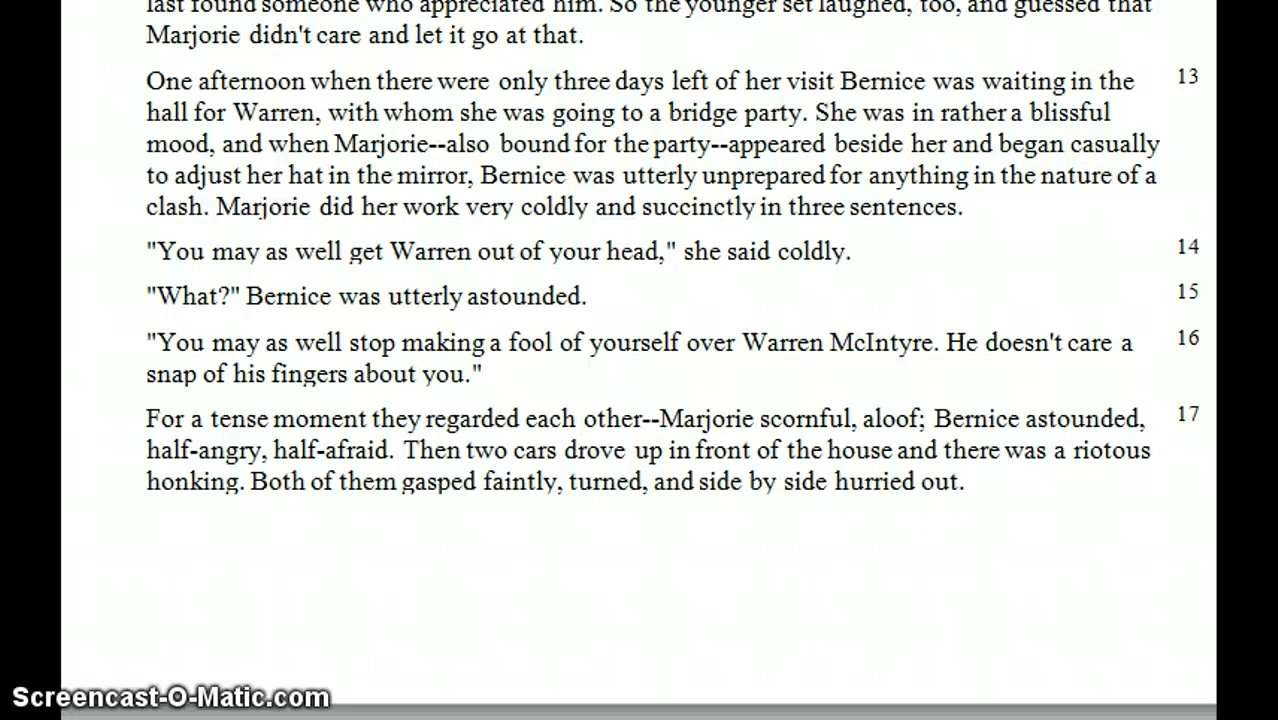 last found someone who appreciated him. So the younger set laughed, too, and guessed that
Marjorie didn't care and let it go at that.
One afternoon when there were only three days left of her visit Bernice was waiting in the 13
hall for Warren, with whom she was going to a bridge party. She was in rather a blissful
mood, and when Marjorie--also bound for the party--appeared beside her and began casually
to adjust her hat in the mirror, Bernice was utterly unprepared for anything in the nature of a
clash. Marjorie did her work very coldly and succinctly in three sentences.
"You may as well get Warren out of your head," she said coldly. 14
"What?" Bernice was utterly astounded. 15
"You may as well stop making a fool of yourself over Warren McIntyre. He doesn't care a 16
snap of his fingers about you."
For a tense moment they regarded each other--Marjorie scornful, aloof; Bernice astounded, 17
half-angry, half-afraid. Then two cars drove up in front of the house and there was a riotous
honking. Both of them gasped faintly, turned, and side by side hurried out.
Screencast-O-Matic.com